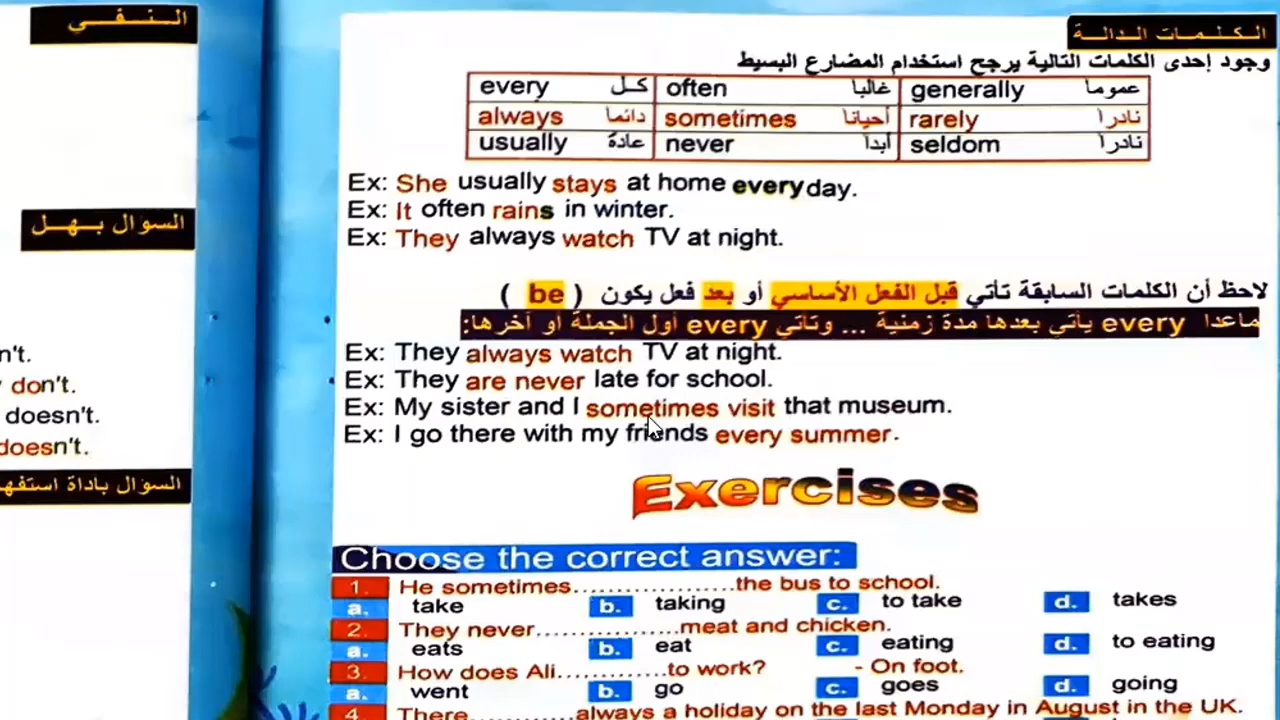 النفي
السؤال بهل
n't.
don't.
doesn't.
doesn't.
السؤال باداة استفه
الكلمات الدالة
وجود إحدى الكلمات التالية يرجح استخدام المضارع البسيط
every كل often غالبا generally عموما
always دائما sometimes أحيانا rarely نادرا
usually عادة never أبدا seldom نادرا
Ex: She usually stays at home everyday.
Ex: It often rains in winter.
Ex: They always watch TV at night.
لاحظ أن الكلمات السابقة تأتي قبل الفعل الأساسي أو بعد فعل يكون ( be )
ماعدا every يأتي بعدها مدة زمنية ... وتأتي every أول الجملة أو آخرها:
Ex: They always watch TV at night.
Ex: They are never late for school.
Ex: My sister and I sometimes visit that museum.
Ex: I go there with my friends every summer.
Exercises
Choose the correct answer:
1. He sometimes..................the bus to school.
a. take b. taking c. to take d. takes
2. They never................meat and chicken.
a. eats b. eat c. eating d. to eating
3. How does Ali............to work? - On foot.
a. went b. go c. goes d. going
4. There............always a holiday on the last Monday in August in the UK.